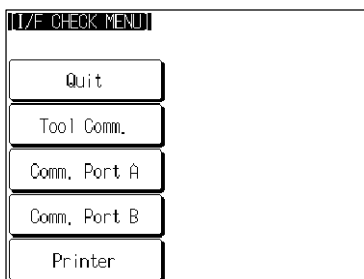 [I/F CHECK MENU]
Quit
Tool Comm.
Comm. Port A
Comm. Port B
Printer